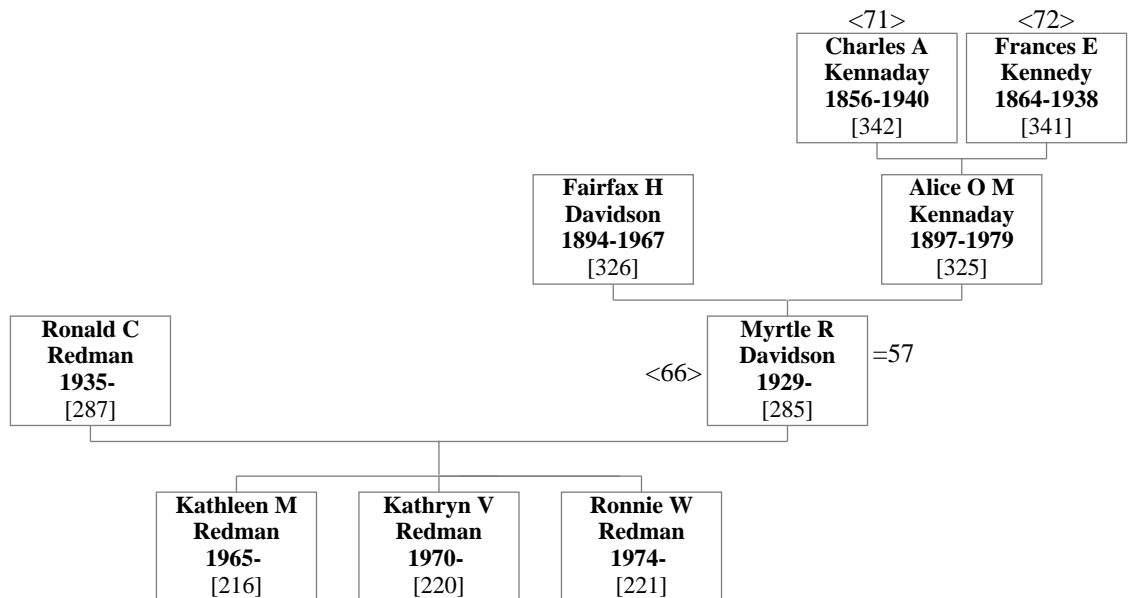 <71>
<72>
Charles A
Kennaday
1856-1940
[342]
Frances E
Kennedy
1864-1938
[341]
Fairfax H
Davidson
1894-1967
[326]
Alice O M
Kennaday
1897-1979
[325]
Ronald C
Redman
1935-
[287]
<66>
Myrtle R
Davidson
1929-
[285]
=57
Kathleen M
Redman
1965-
[216]
Kathryn V
Redman
1970-
[220]
Ronnie W
Redman
1974-
[221]